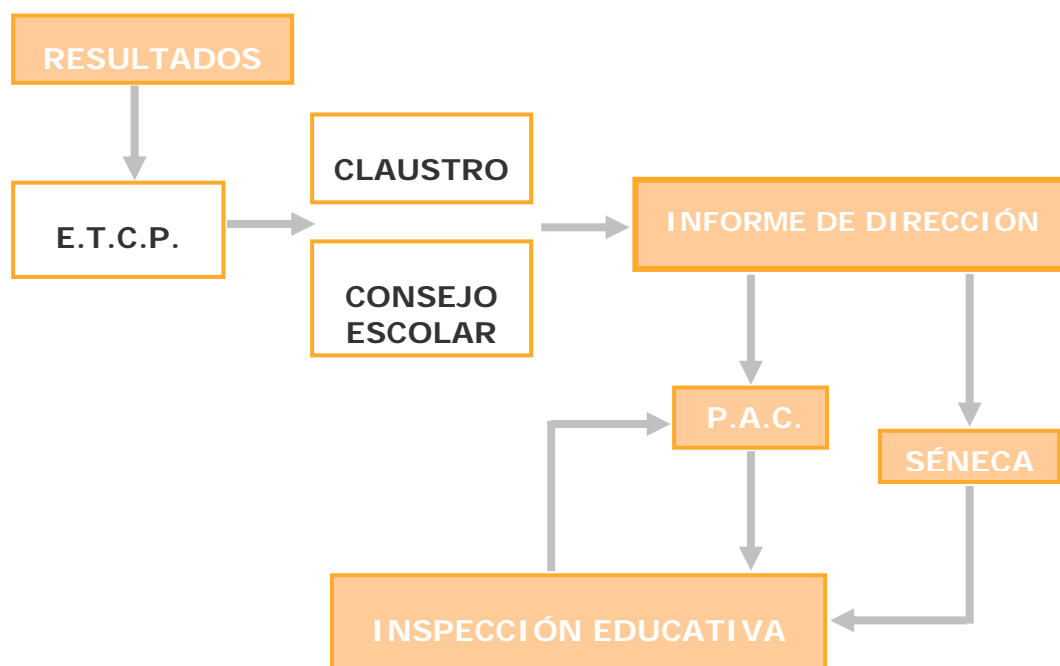 RESULTADOS
CLAUSTRO
E.T.C.P.
INFORME DE DIRECCIÓN
CONSEJO
ESCOLAR
P.A.C.
SÉNECA
INSPECCIÓN EDUCATIVA